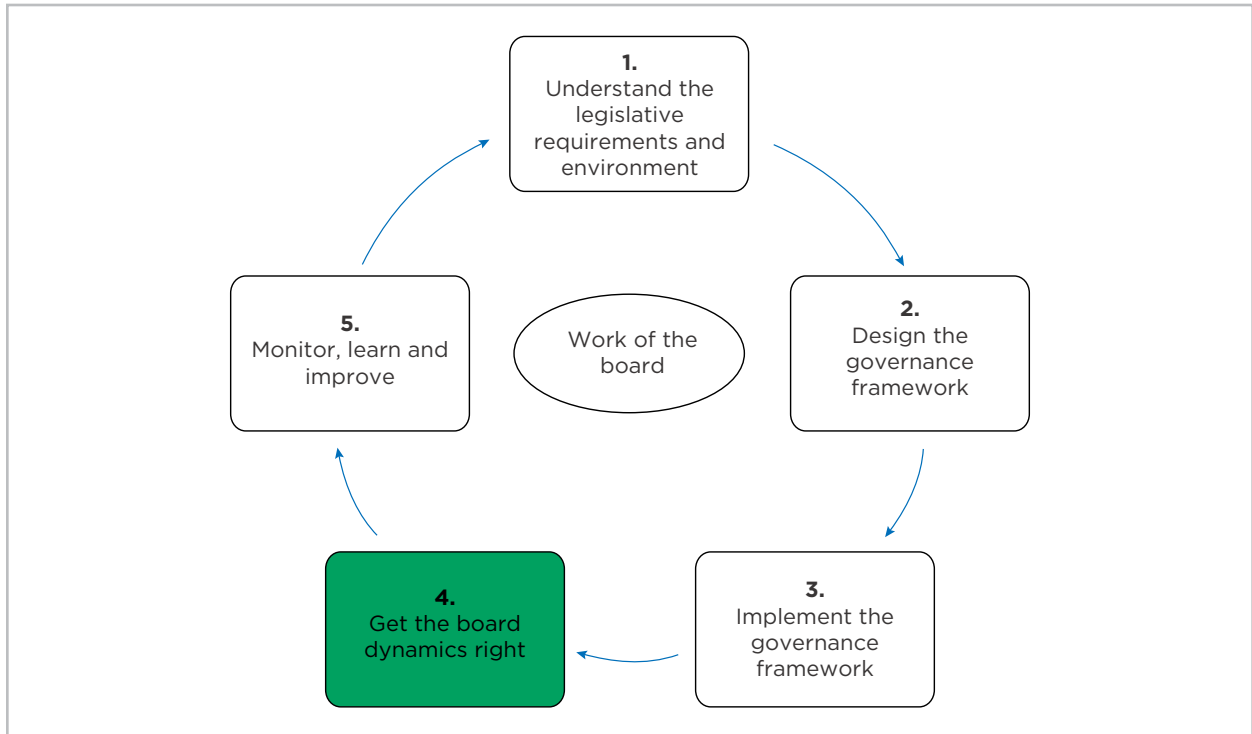 1.
Understand the
legislative
requirements and
environment
2.
Design the
governance
framework
3.
Implement the
governance
framework
4.
Get the board
dynamics right
5.
Monitor, learn and
improve
Work of the
board